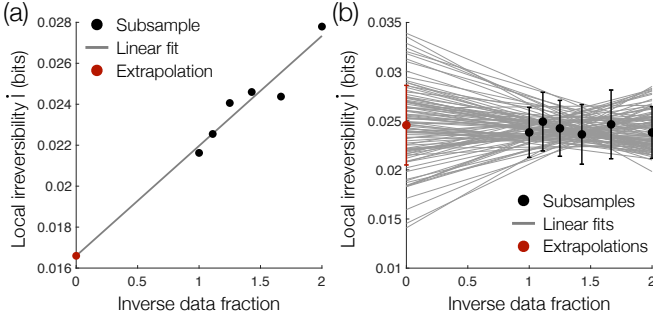 (a)
Local irreversibility İ (bits)
0.028
0.026
0.024
0.022
0.02
0.018
0.016
Subsample
Linear fit
Extrapolation
0 0.5 1 1.5 2
Inverse data fraction
(b)
Local irreversibility İ (bits)
0.035
0.03
0.025
0.02
0.015
0.01
Subsamples
Linear fits
Extrapolations
0 0.5 1 1.5 2
Inverse data fraction